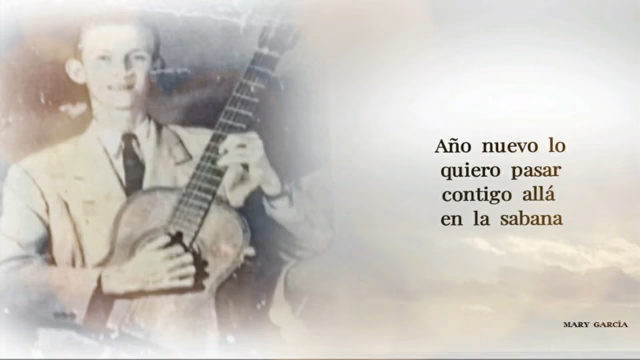 Año nuevo lo
quiero pasar
contigo allá
en la sabana
MARY GARCÍA